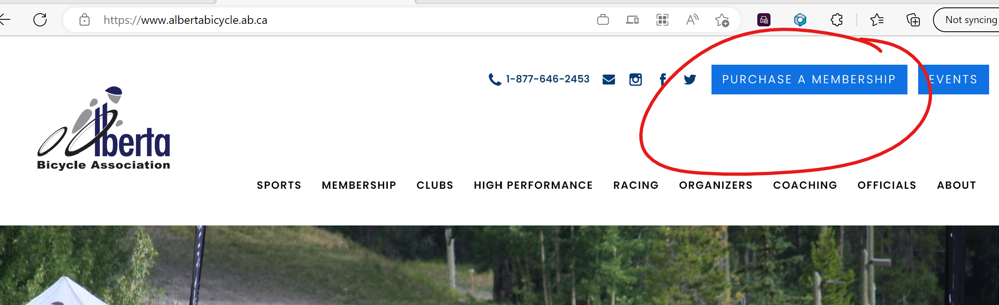 https://www.albertabicycle.ab.ca
Not syncing
1-877-646-2453
PURCHASE A MEMBERSHIP
EVENTS
Alberta
Bicycle Association
SPORTS MEMBERSHIP CLUBS HIGH PERFORMANCE RACING ORGANIZERS COACHING OFFICIALS ABOUT